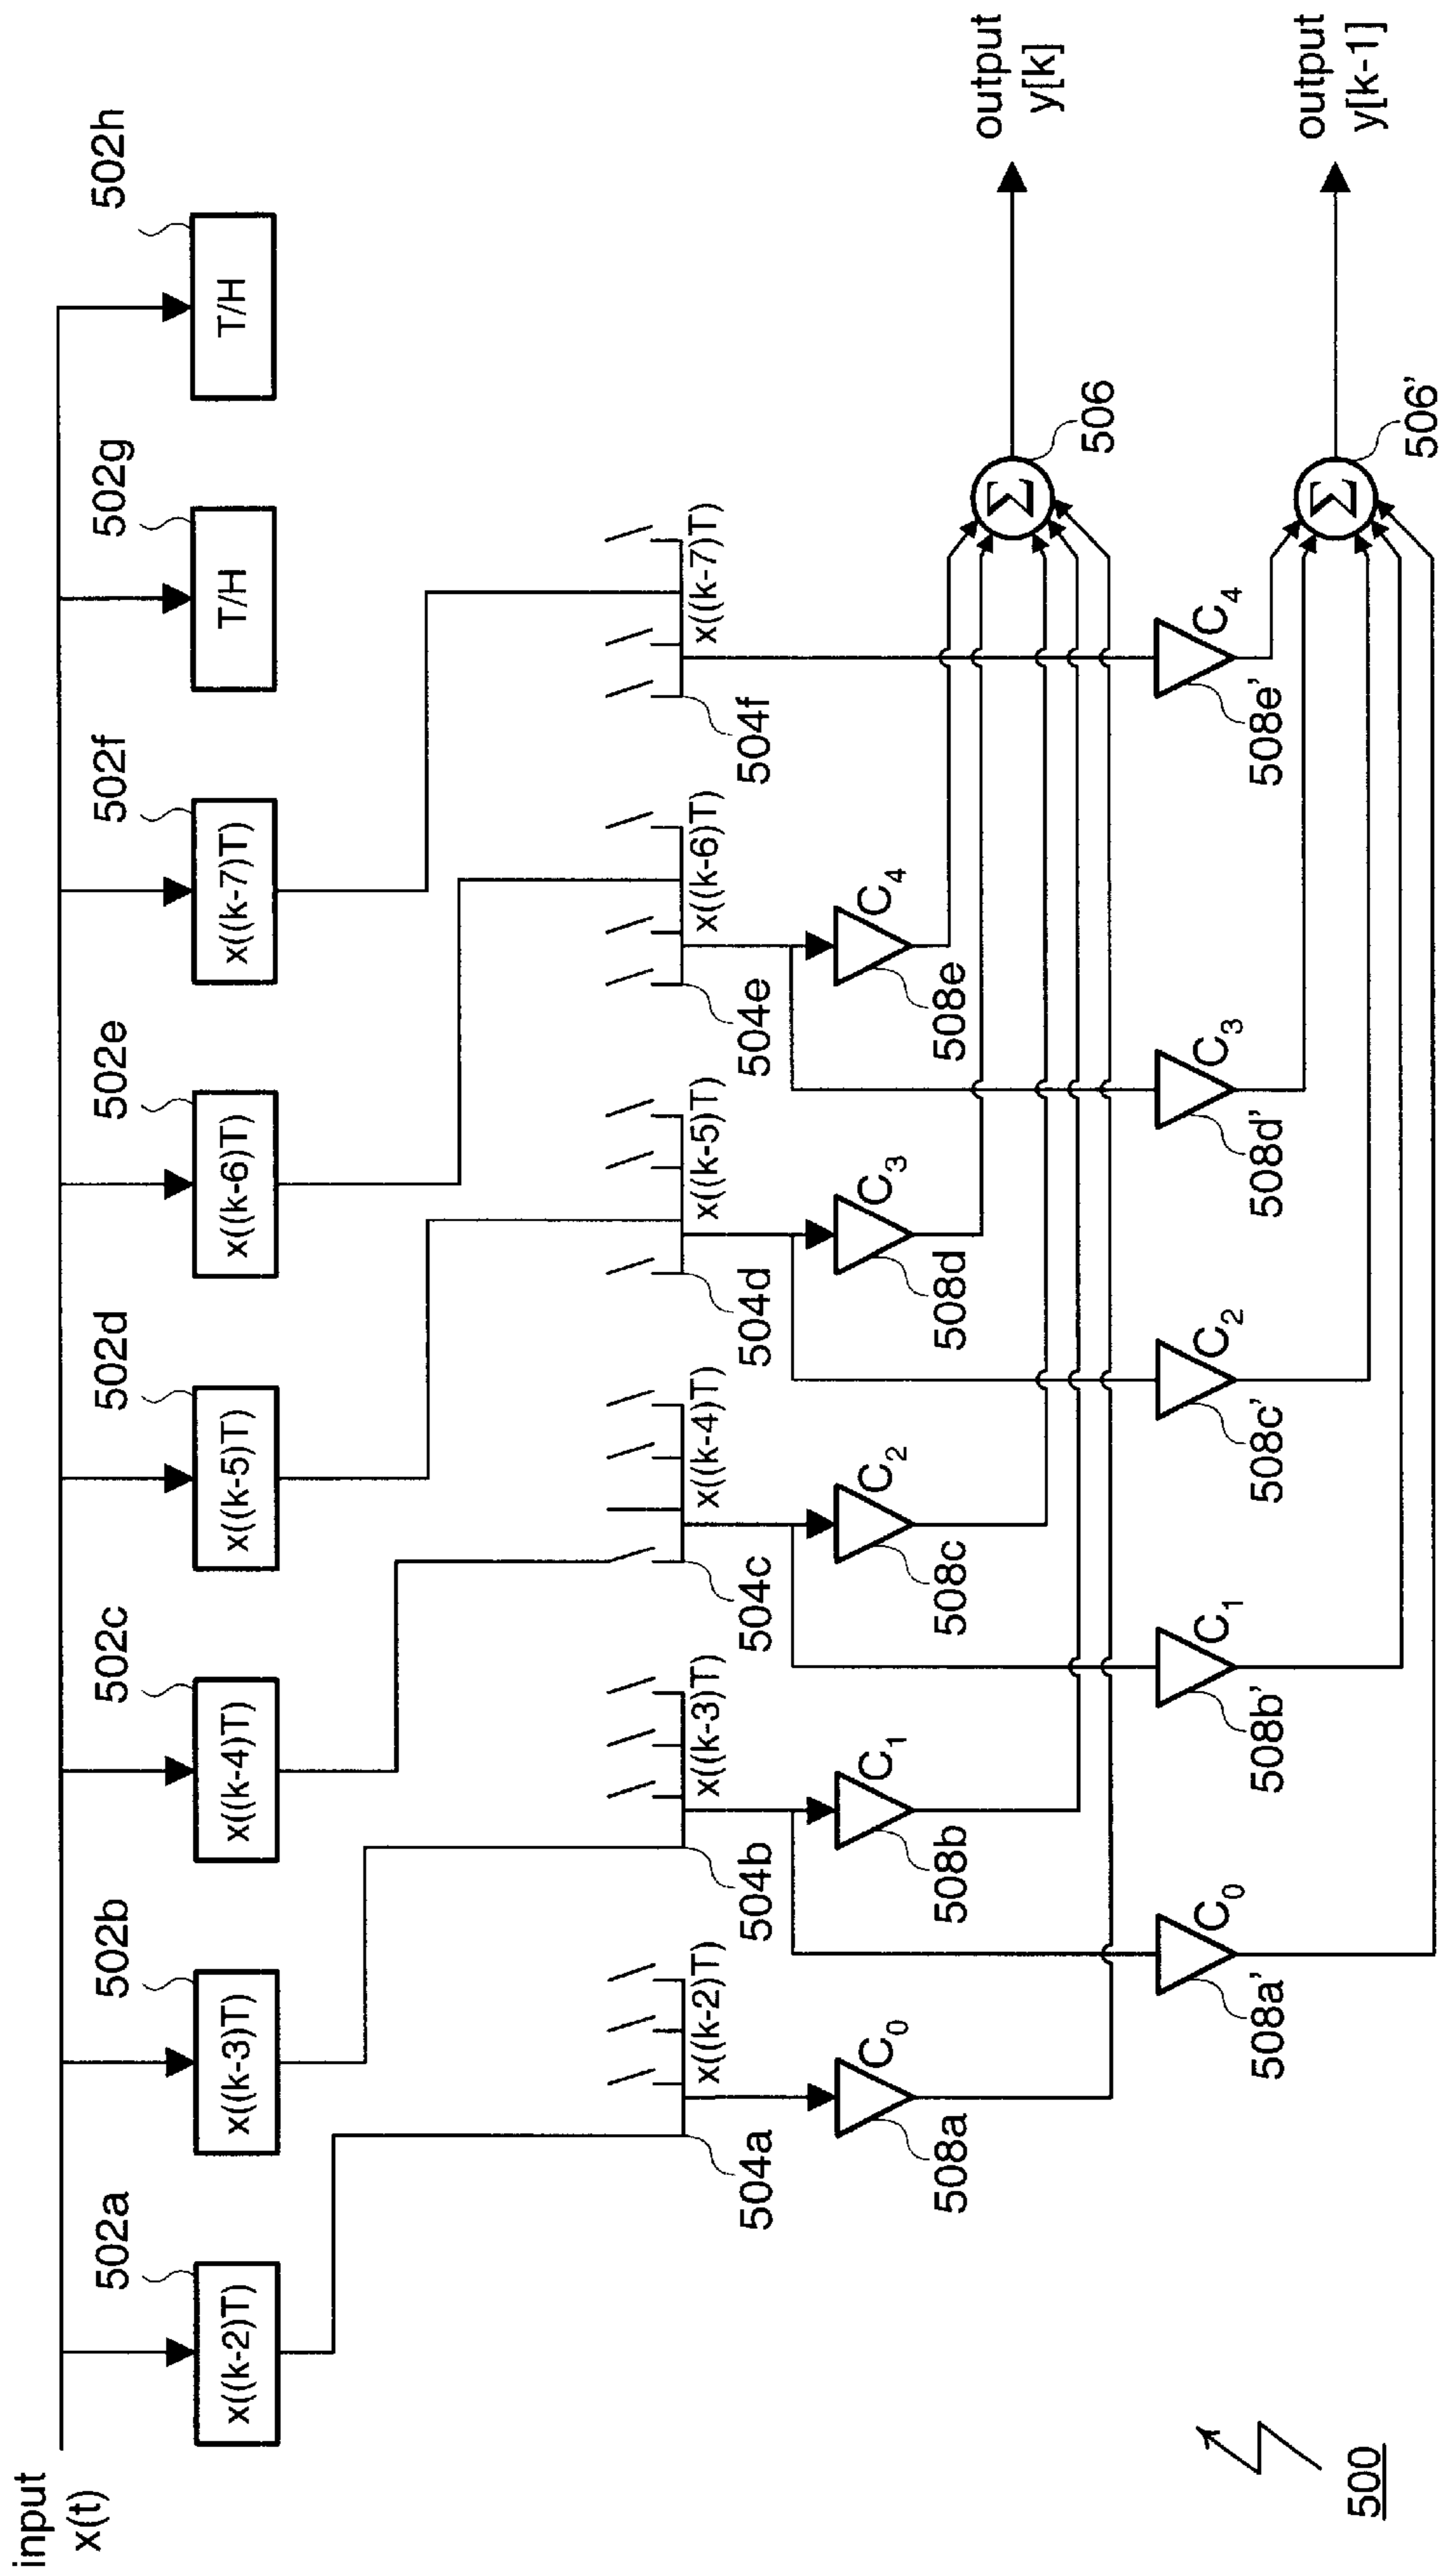 input
x(t)
502a
502b
502c
502d
502e
502f
502g
502h
x((k-2)T)
x((k-3)T)
x((k-4)T)
x((k-5)T)
x((k-6)T)
x((k-7)T)
T/H
T/H
x((k-2)T)
x((k-3)T)
x((k-4)T)
x((k-5)T)
x((k-6)T)
x((k-7)T)
504a
504b
504c
504d
504e
504f
C0
C1
C2
C3
C4
508a
508b
508c
508d
508e
Σ
506
output
y[k]
C0
C1
C2
C3
C4
508a'
508b'
508c'
508d'
508e'
Σ
506'
output
y[k-1]
500